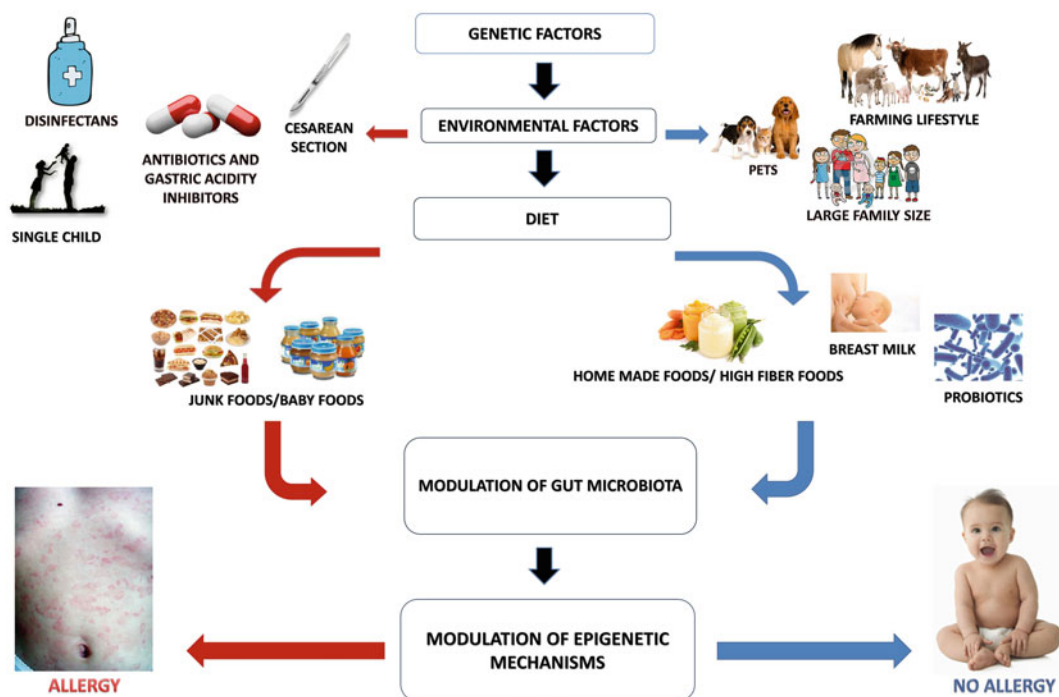 GENETIC FACTORS
DISINFECTANS
CESAREAN
SECTION
ENVIRONMENTAL FACTORS
FARMING LIFESTYLE
ANTIBIOTICS AND
GASTRIC ACIDITY
INHIBITORS
PETS
SINGLE CHILD
DIET
LARGE FAMILY SIZE
BREAST MILK
HOME MADE FOODS/ HIGH FIBER FOODS
JUNK FOODS/BABY FOODS
PROBIOTICS
MODULATION OF GUT MICROBIOTA
MODULATION OF EPIGENETIC
MECHANISMS
ALLERGY
NO ALLERGY